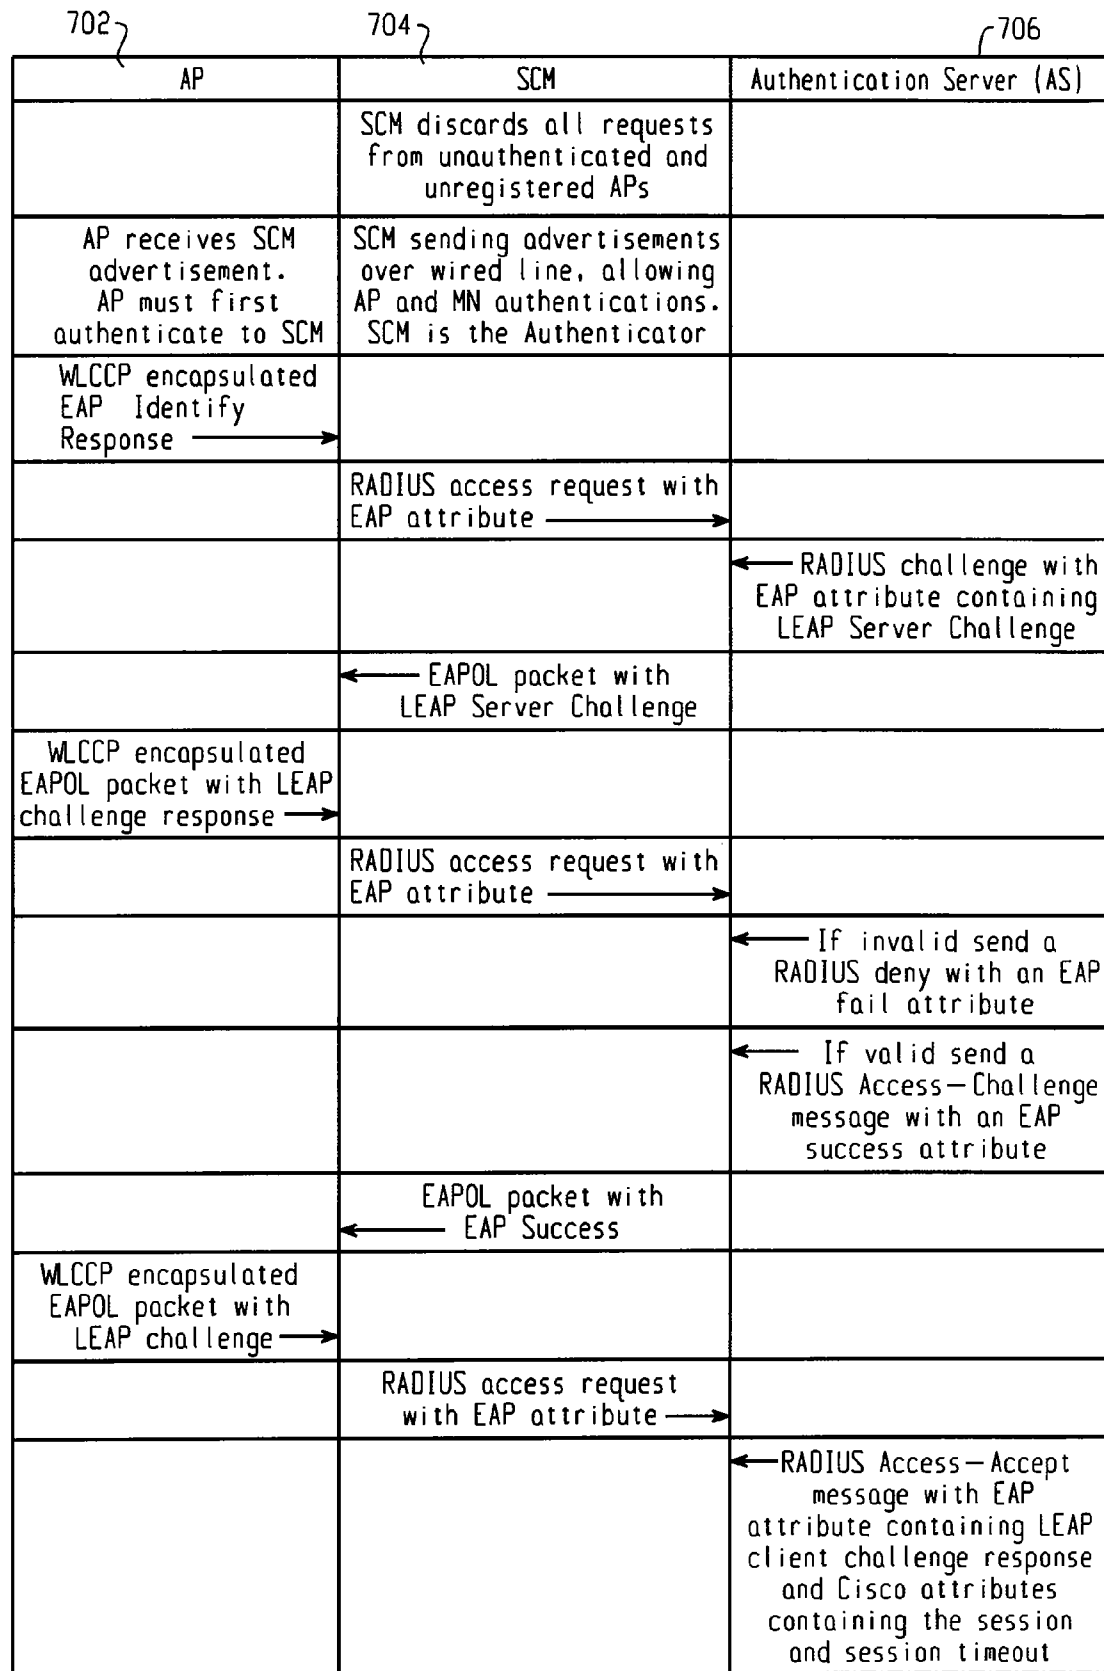 702
704
706
AP
SCM
Authentication Server (AS)
SCM discards all requests
from unauthenticated and
unregistered APs
AP receives SCM
advertisement.
AP must first
authenticate to SCM
SCM sending advertisements
over wired line, allowing
AP and MN authentications.
SCM is the Authenticator
WLCCP encapsulated
EAP Identify
Response
RADIUS access request with
EAP attribute
RADIUS challenge with
EAP attribute containing
LEAP Server Challenge
EAPOL packet with
LEAP Server Challenge
WLCCP encapsulated
EAPOL packet with LEAP
challenge response
RADIUS access request with
EAP attribute
If invalid send a
RADIUS deny with an EAP
fail attribute
If valid send a
RADIUS Access-Challenge
message with an EAP
success attribute
EAPOL packet with
EAP Success
WLCCP encapsulated
EAPOL packet with
LEAP challenge
RADIUS access request
with EAP attribute
RADIUS Access-Accept
message with EAP
attribute containing LEAP
client challenge response
and Cisco attributes
containing the session
and session timeout